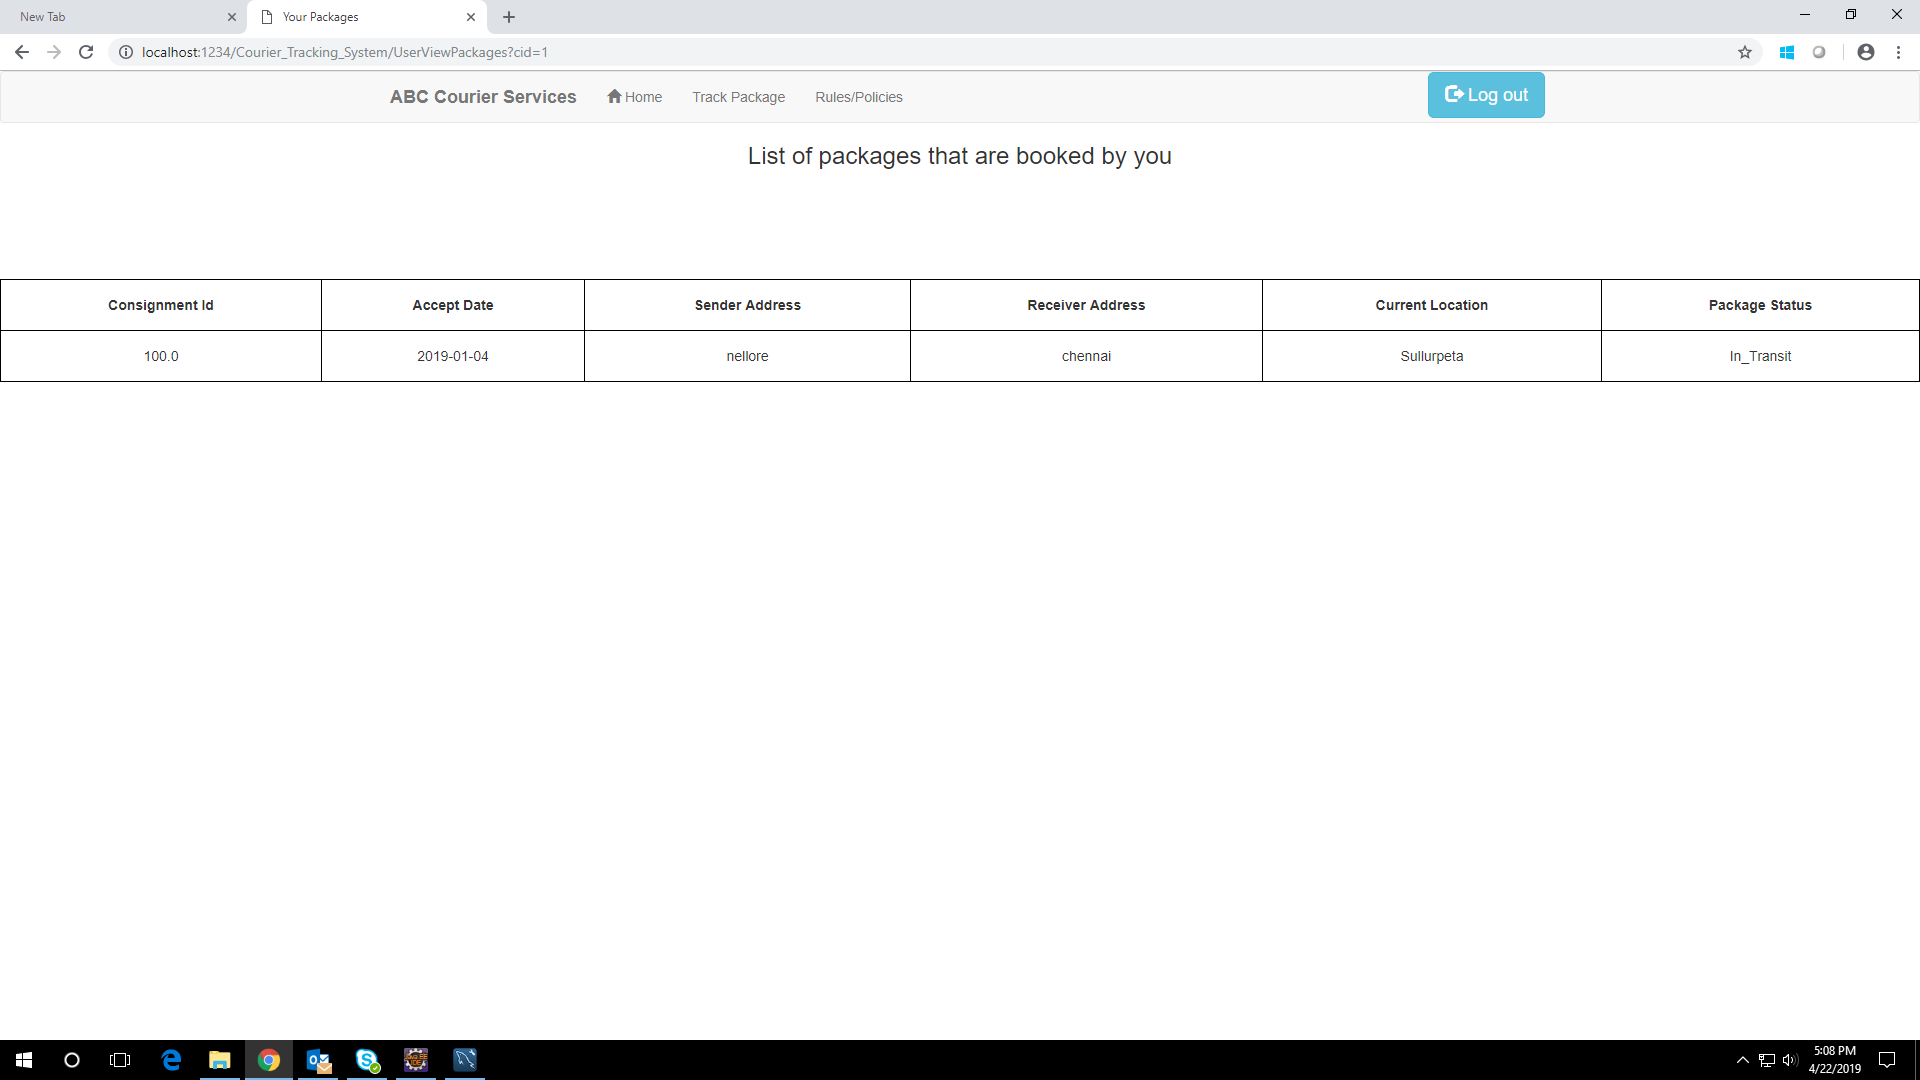 New Tab
Your Packages
localhost:1234/Courier_Tracking_System/UserViewPackages?cid=1
ABC Courier Services Home Track Package Rules/Policies Log out
List of packages that are booked by you
Consignment Id Accept Date Sender Address Receiver Address Current Location Package Status
100.0 2019-01-04 nellore chennai Sullurpeta In_Transit
5:08 PM
4/22/2019